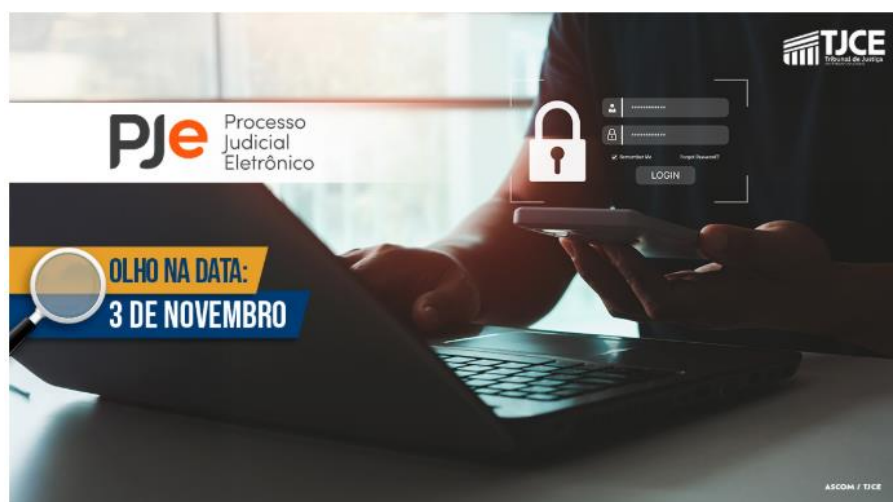 TJCE
Tribunal de Justiça
PJe
Processo
Judicial
Eletrônico
Remember Me
Forgot Password?
LOGIN
OLHO NA DATA:
3 DE NOVEMBRO
ASCOM / TJCE